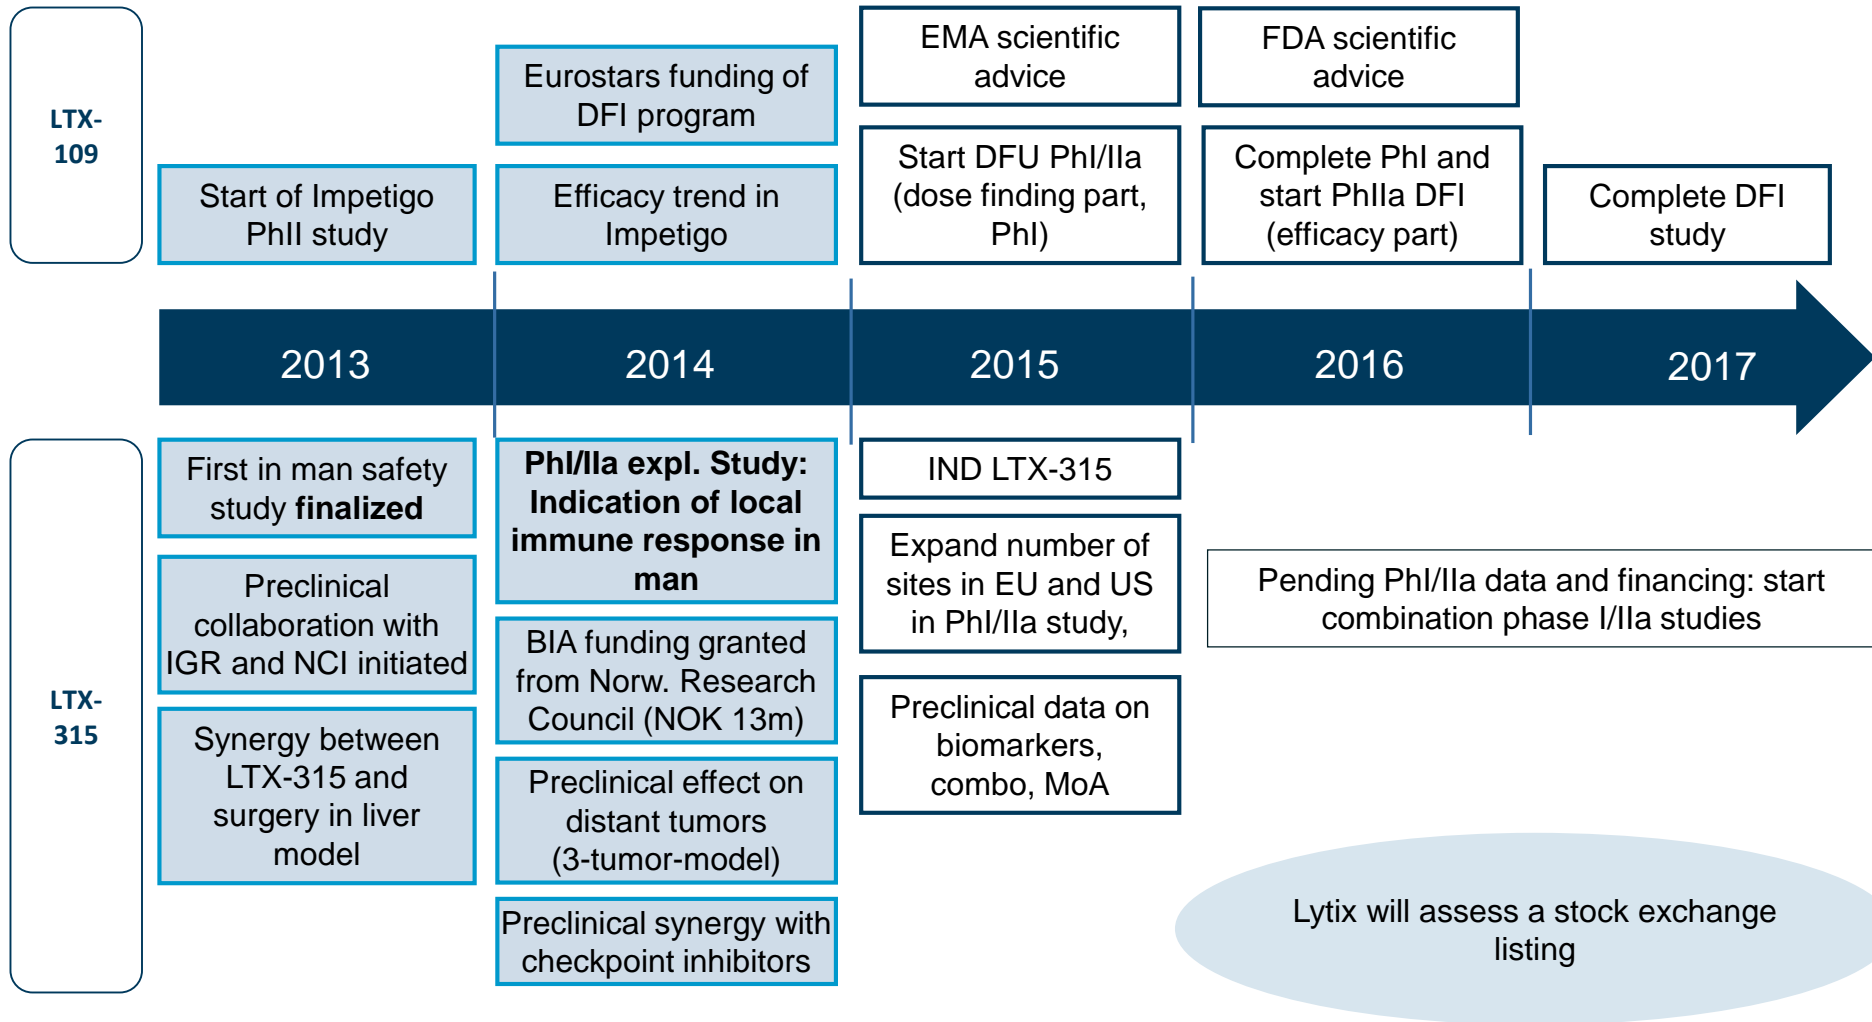 LTX-
109
Start of Impetigo
PhII study
Eurostars funding of
DFI program
Efficacy trend in
Impetigo
EMA scientific
advice
Start DFU PhI/IIa
(dose finding part,
PhI)
FDA scientific
advice
Complete PhI and
start PhIIa DFI
(efficacy part)
Complete DFI
study
2013
2014
2015
2016
2017
LTX-
315
First in man safety
study finalized
Preclinical
collaboration with
IGR and NCI initiated
Synergy between
LTX-315 and
surgery in liver
model
PhI/IIa expl. Study:
Indication of local
immune response in
man
BIA funding granted
from Norw. Research
Council (NOK 13m)
Preclinical effect on
distant tumors
(3-tumor-model)
Preclinical synergy with
checkpoint inhibitors
IND LTX-315
Expand number of
sites in EU and US
in PhI/IIa study,
Preclinical data on
biomarkers,
combo, MoA
Pending PhI/IIa data and financing: start
combination phase I/IIa studies
Lytix will assess a stock exchange
listing